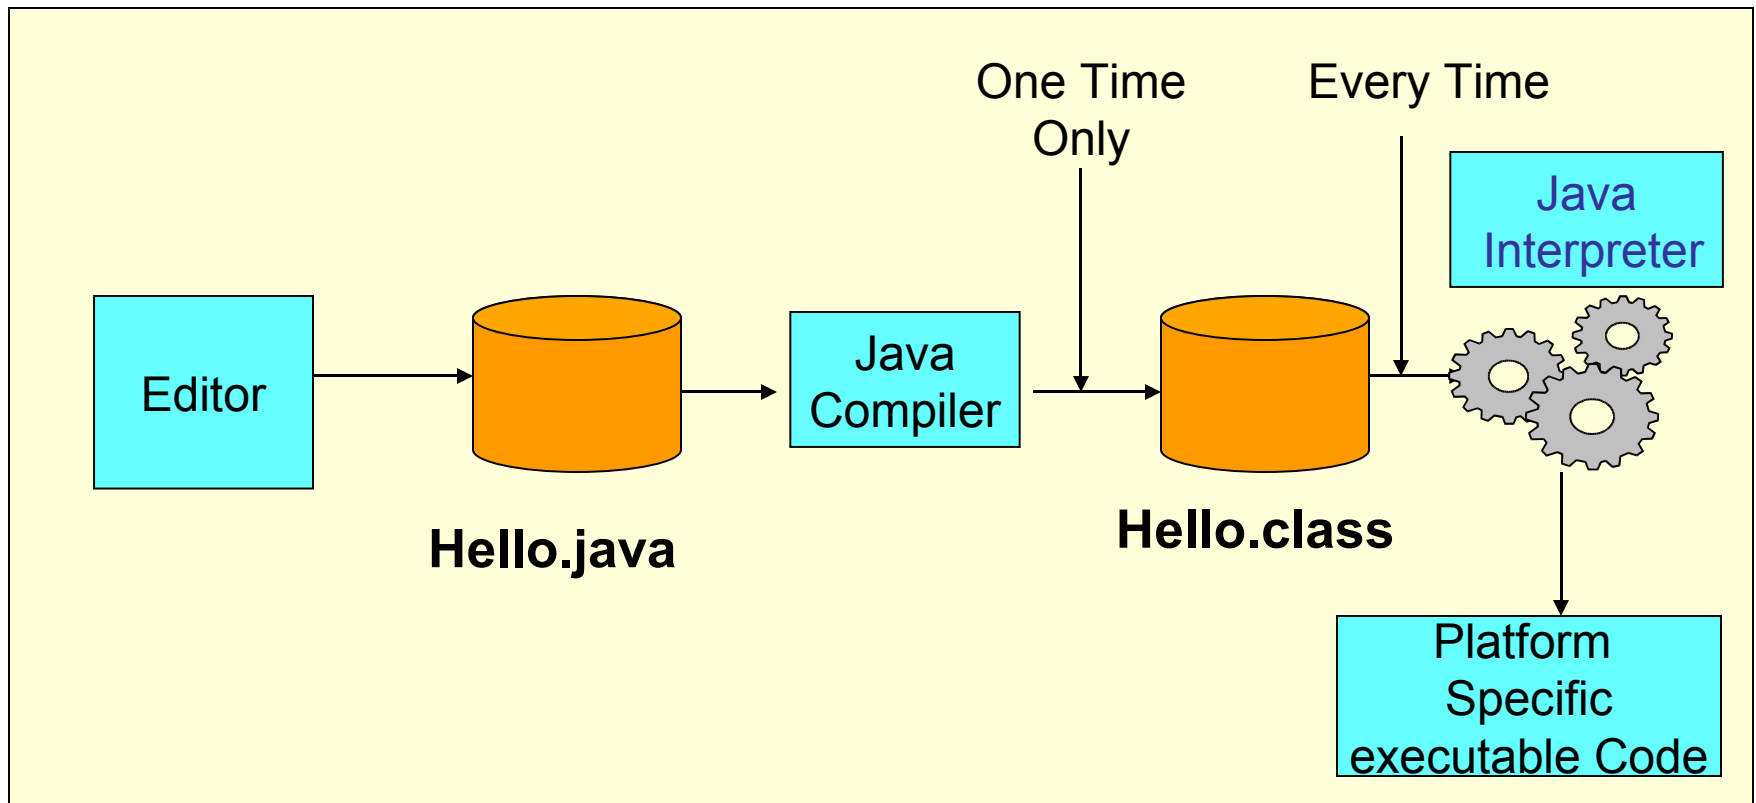 One Time
Only
Every Time
Java
Interpreter
Editor
Java
Compiler
Hello.java
Hello.class
Platform
Specific
executable Code